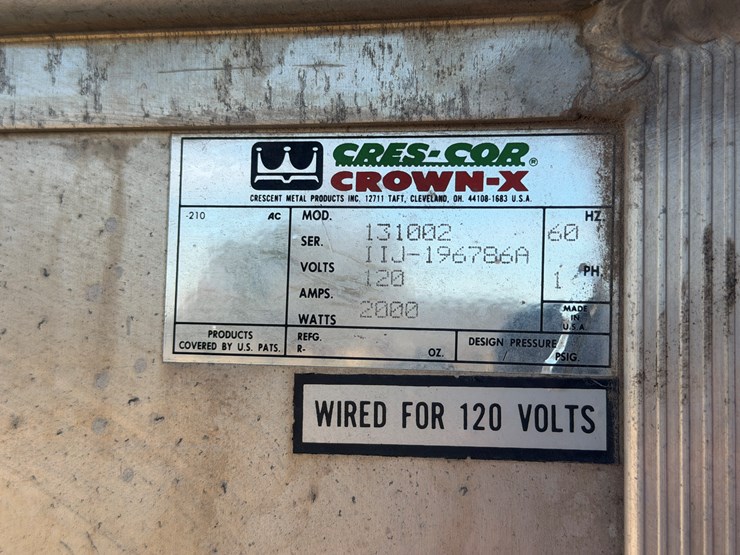 CRES-COR®
CROWN-X
CRESCENT METAL PRODUCTS INC. 12711 TAFT, CLEVELAND, OH. 44108-1683 U.S.A.
-210 AC
MOD. 131002
SER. IIJ-196786A
VOLTS 120
AMPS.
WATTS 2000
60 HZ.
1 PH.
MADE
IN
U.S.A.
PRODUCTS
COVERED BY U.S. PATS.
REFG.
R- OZ.
DESIGN PRESSURE
/ PSIG.
WIRED FOR 120 VOLTS